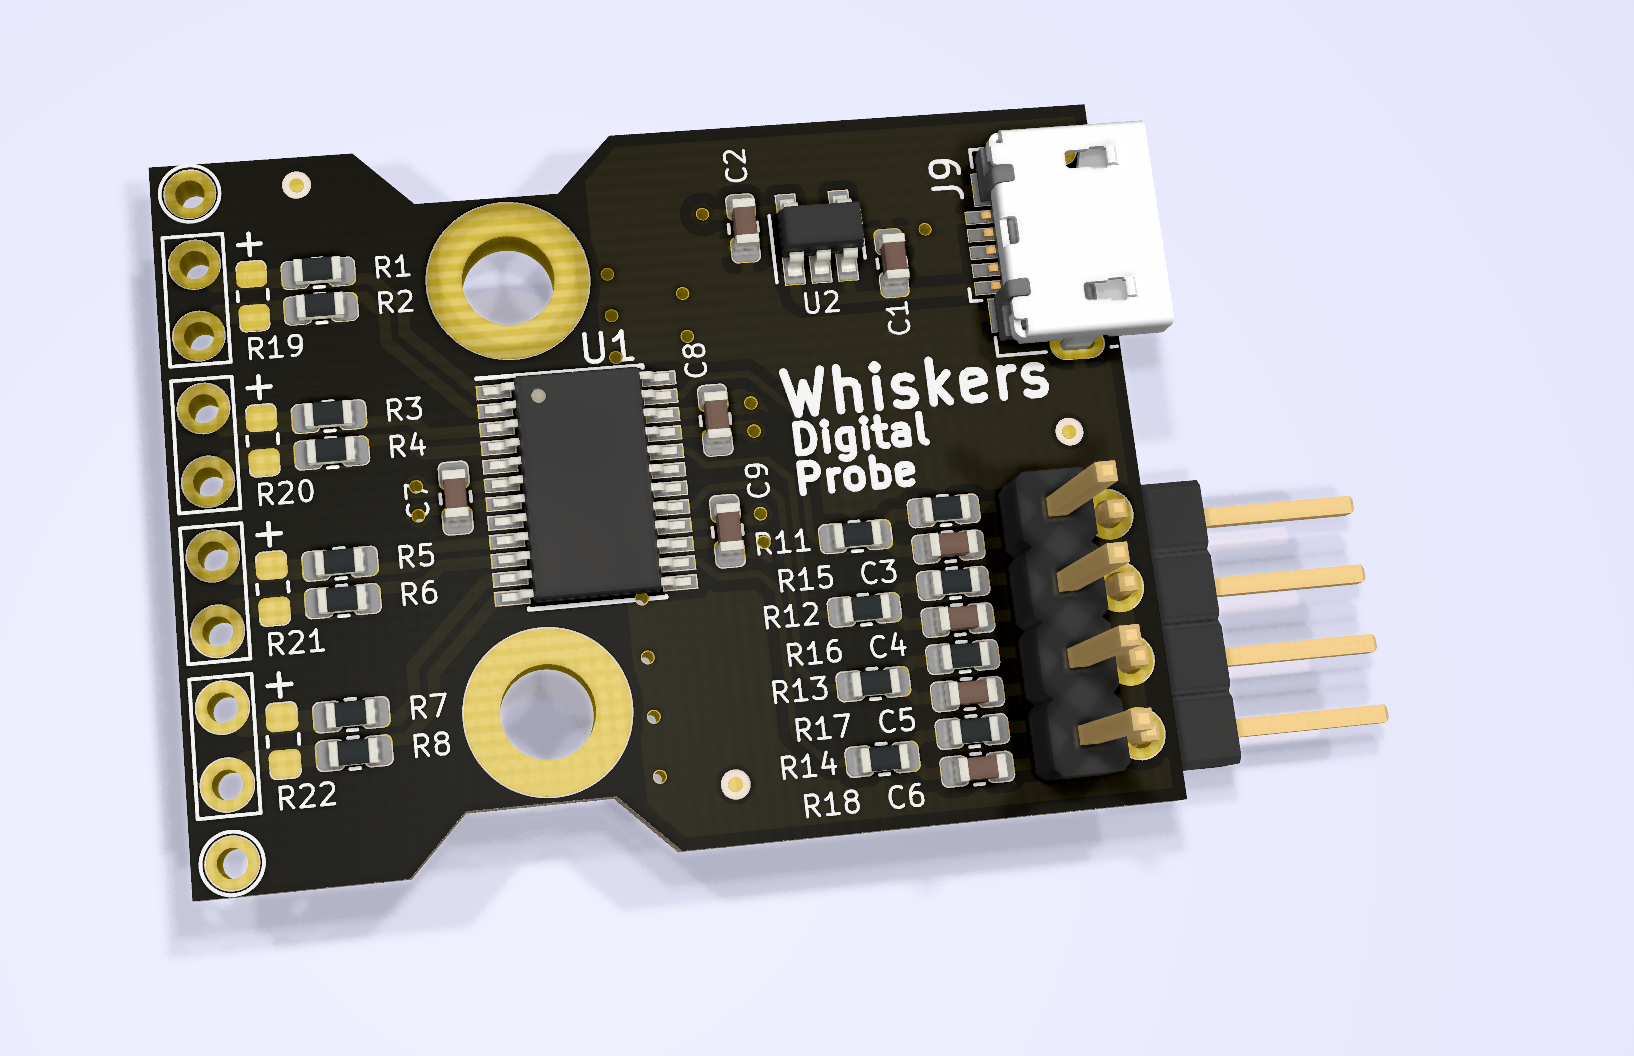 C2
J9
+
R1
R2
R19
U2
C1
U1
C8
Whiskers
Digital
Probe
+
R3
R4
R20
C7
C9
+
R5
R6
R21
R11
R15 C3
R12
R16 C4
R13
R17 C5
R14
R18 C6
+
R7
R8
R22